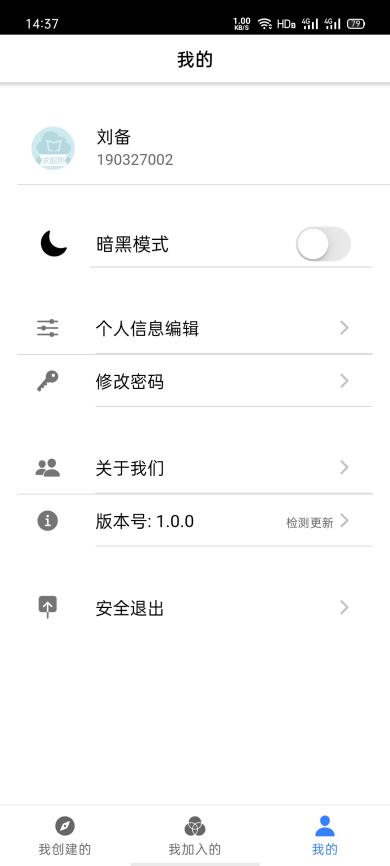 14:37
1.00 KB/S HD 4G 4G 79
我的
刘备
190327002
暗黑模式
个人信息编辑
修改密码
关于我们
版本号: 1.0.0 检测更新
安全退出
我创建的 我加入的 我的